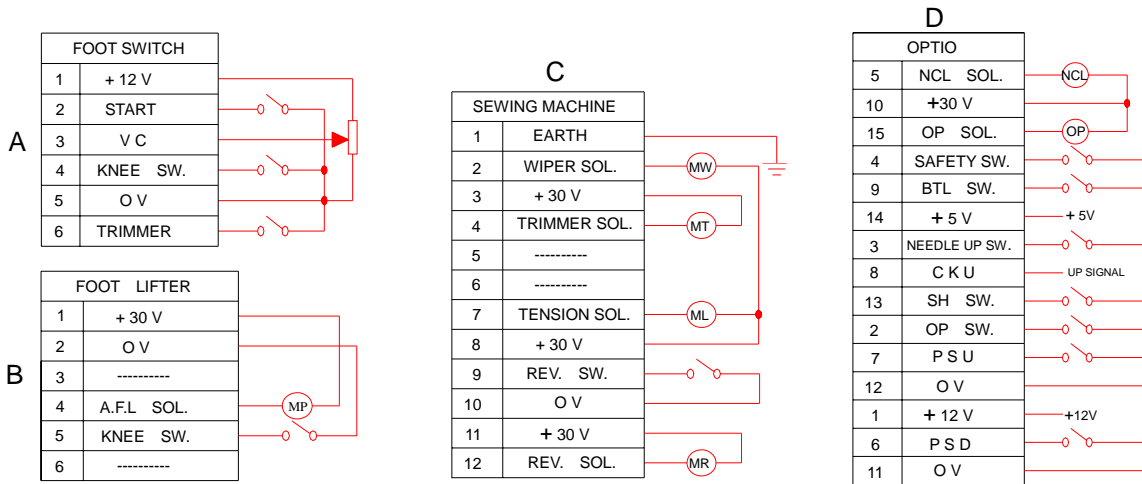 A
FOOT SWITCH
1 + 12 V
2 START
3 V C
4 KNEE SW.
5 O V
6 TRIMMER
B
FOOT LIFTER
1 + 30 V
2 O V
3 ----------
4 A.F.L SOL. MP
5 KNEE SW.
6 ----------
C
SEWING MACHINE
1 EARTH
2 WIPER SOL. MW
3 + 30 V
4 TRIMMER SOL. MT
5 ----------
6 ----------
7 TENSION SOL. ML
8 + 30 V
9 REV. SW.
10 O V
11 + 30 V
12 REV. SOL. MR
D
OPTIO
5 NCL SOL. NCL
10 +30 V
15 OP SOL. OP
4 SAFETY SW.
9 BTL SW.
14 + 5 V + 5V
3 NEEDLE UP SW.
8 C K U UP SIGNAL
13 SH SW.
2 OP SW.
7 P S U
12 O V
1 + 12 V +12V
6 P S D
11 O V